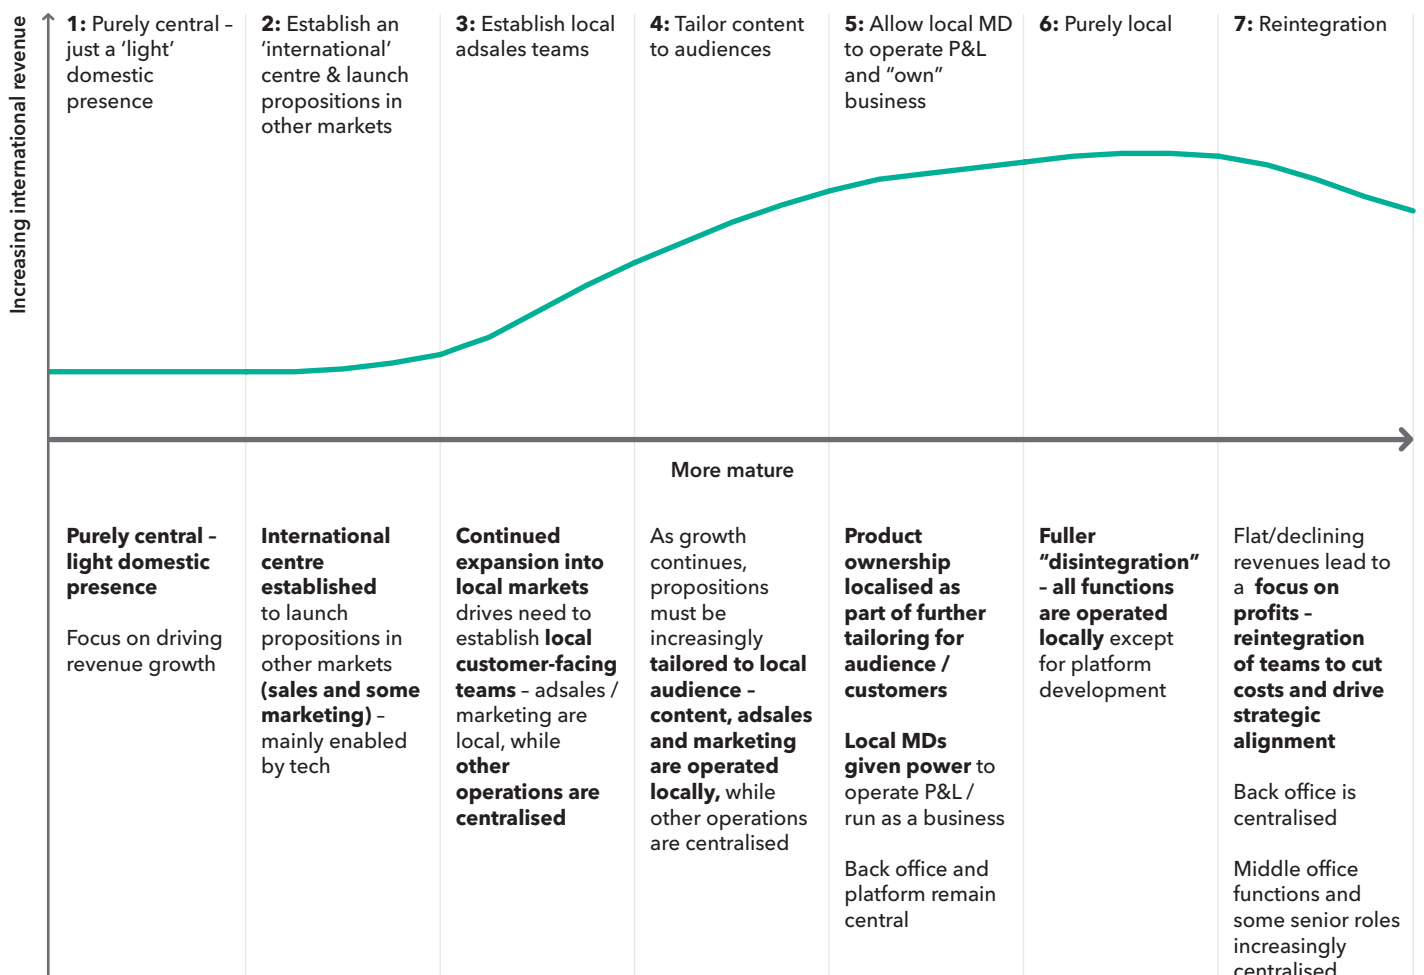 Increasing international revenue
1: Purely central –
just a ‘light’
domestic
presence
2: Establish an
‘international’
centre & launch
propositions in
other markets
3: Establish local
adsales teams
4: Tailor content
to audiences
5: Allow local MD
to operate P&L
and “own”
business
6: Purely local
7: Reintegration
More mature
Purely central –
light domestic
presence
Focus on driving
revenue growth
International
centre
established
to launch
propositions in
other markets
(sales and some
marketing) –
mainly enabled
by tech
Continued
expansion into
local markets
drives need to
establish local
customer-facing
teams – adsales /
marketing are
local, while
other
operations are
centralised
As growth
continues,
propositions
must be
increasingly
tailored to local
audience –
content, adsales
and marketing
are operated
locally, while
other operations
are centralised
Product
ownership
localised as
part of further
tailoring for
audience /
customers
Local MDs
given power to
operate P&L /
run as a business
Back office and
platform remain
central
Fuller
“disintegration”
– all functions
are operated
locally except
for platform
development
Flat/declining
revenues lead to
a focus on
profits –
reintegration
of teams to cut
costs and drive
strategic
alignment
Back office is
centralised
Middle office
functions and
some senior roles
increasingly
centralised